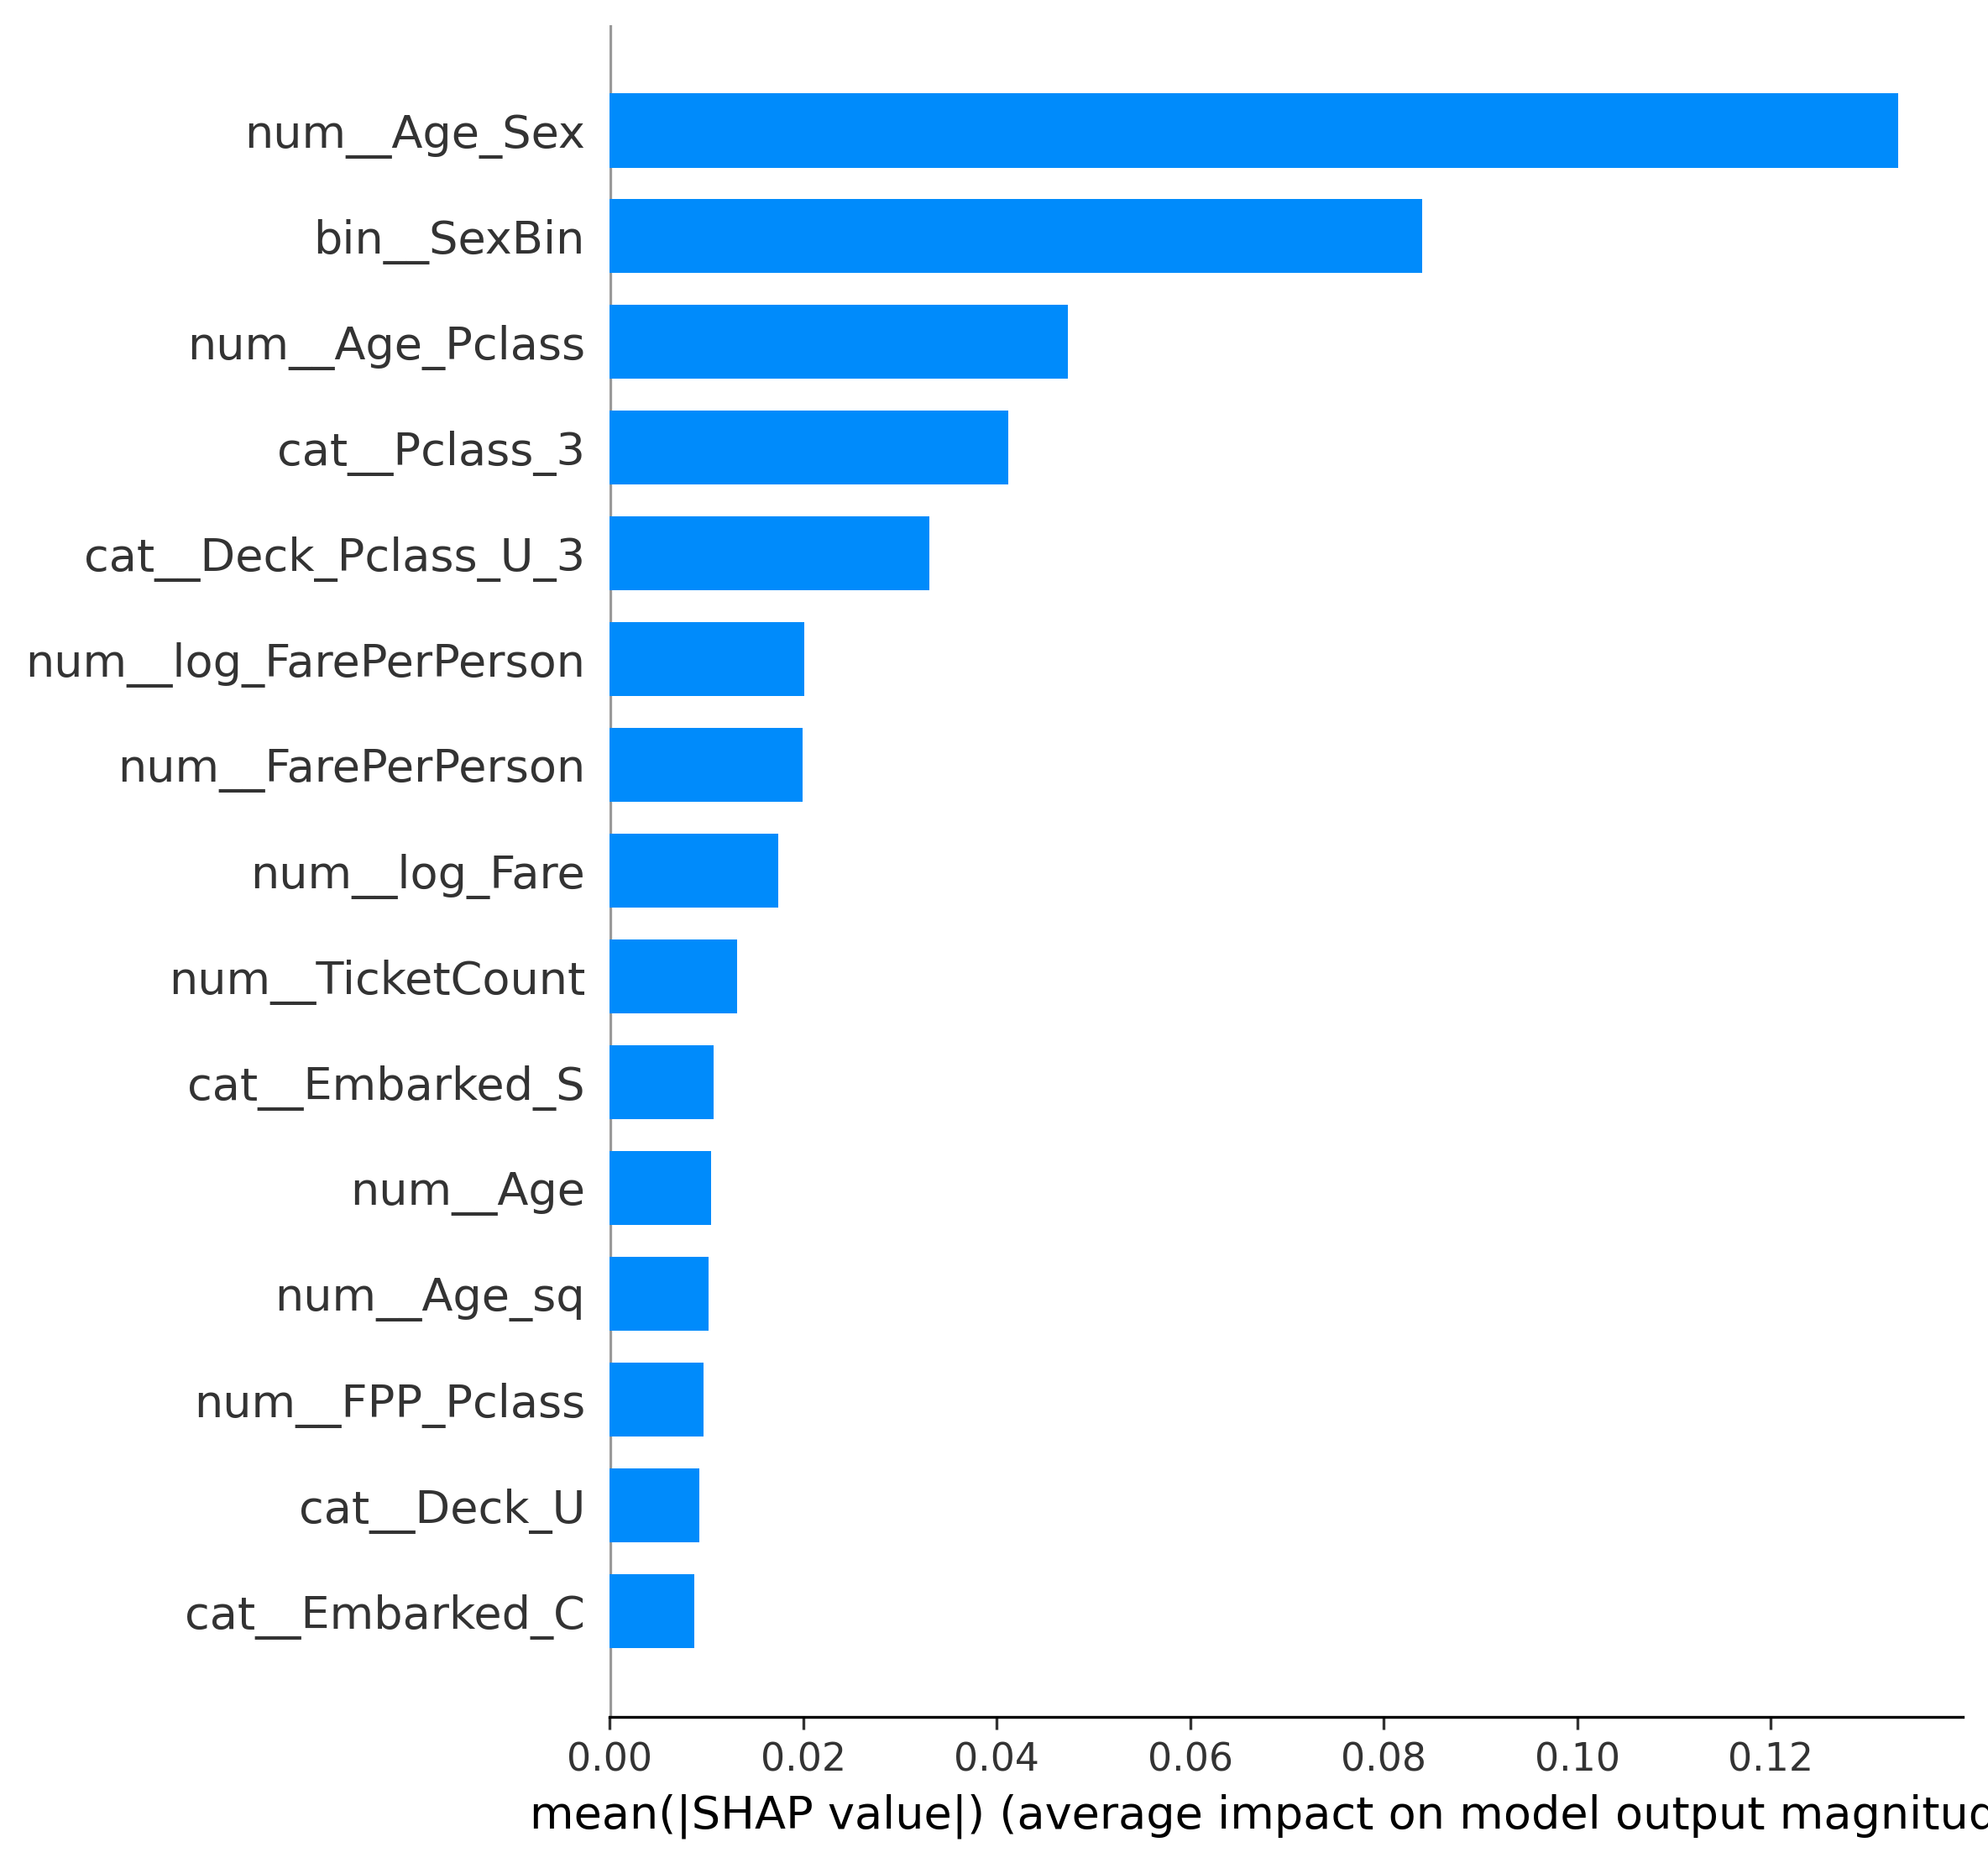 num__Age_Sex
bin__SexBin
num__Age_Pclass
cat__Pclass_3
cat__Deck_Pclass_U_3
num__log_FarePerPerson
num__FarePerPerson
num__log_Fare
num__TicketCount
cat__Embarked_S
num__Age
num__Age_sq
num__FPP_Pclass
cat__Deck_U
cat__Embarked_C
0.00 0.02 0.04 0.06 0.08 0.10 0.12
mean(|SHAP value|) (average impact on model output magnitud